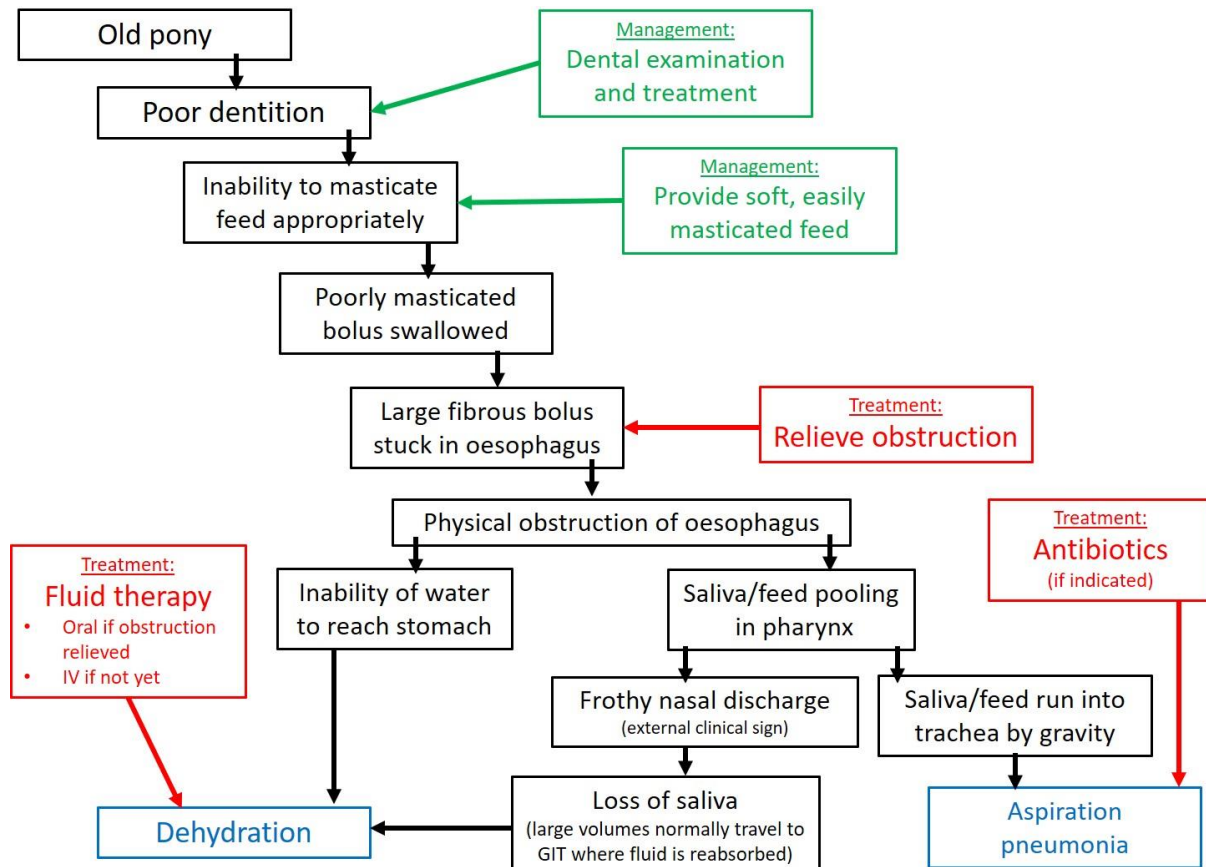 Old pony
Management:
Dental examination
and treatment
Poor dentition
Management:
Provide soft, easily
masticated feed
Inability to masticate
feed appropriately
Poorly masticated
bolus swallowed
Large fibrous bolus
stuck in oesophagus
Treatment:
Relieve obstruction
Physical obstruction of oesophagus
Treatment:
Antibiotics
(if indicated)
Treatment:
Fluid therapy
• Oral if obstruction
relieved
• IV if not yet
Inability of water
to reach stomach
Saliva/feed pooling
in pharynx
Frothy nasal discharge
(external clinical sign)
Saliva/feed run into
trachea by gravity
Dehydration
Loss of saliva
(large volumes normally travel to
GIT where fluid is reabsorbed)
Aspiration
pneumonia